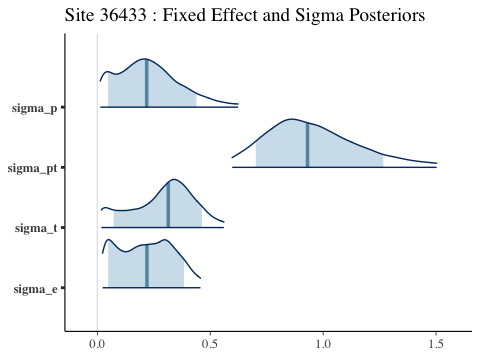 Site 36433 : Fixed Effect and Sigma Posteriors
sigma_p
sigma_pt
sigma_t
sigma_e
0.0 0.5 1.0 1.5